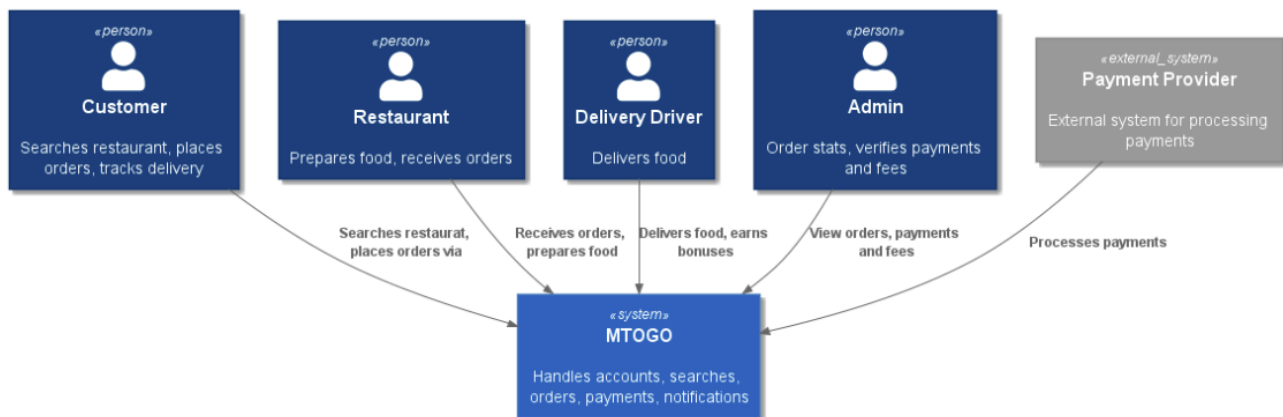 «person»
Customer
Searches restaurant, places
orders, tracks delivery
«person»
Restaurant
Prepares food, receives orders
«person»
Delivery Driver
Delivers food
«person»
Admin
Order stats, verifies payments
and fees
«external_system»
Payment Provider
External system for processing
payments
Searches restaurat,
places orders via
Receives orders,
prepares food
Delivers food, earns
bonuses
View orders, payments
and fees
Processes payments
«system»
MTOGO
Handles accounts, searches,
orders, payments, notifications